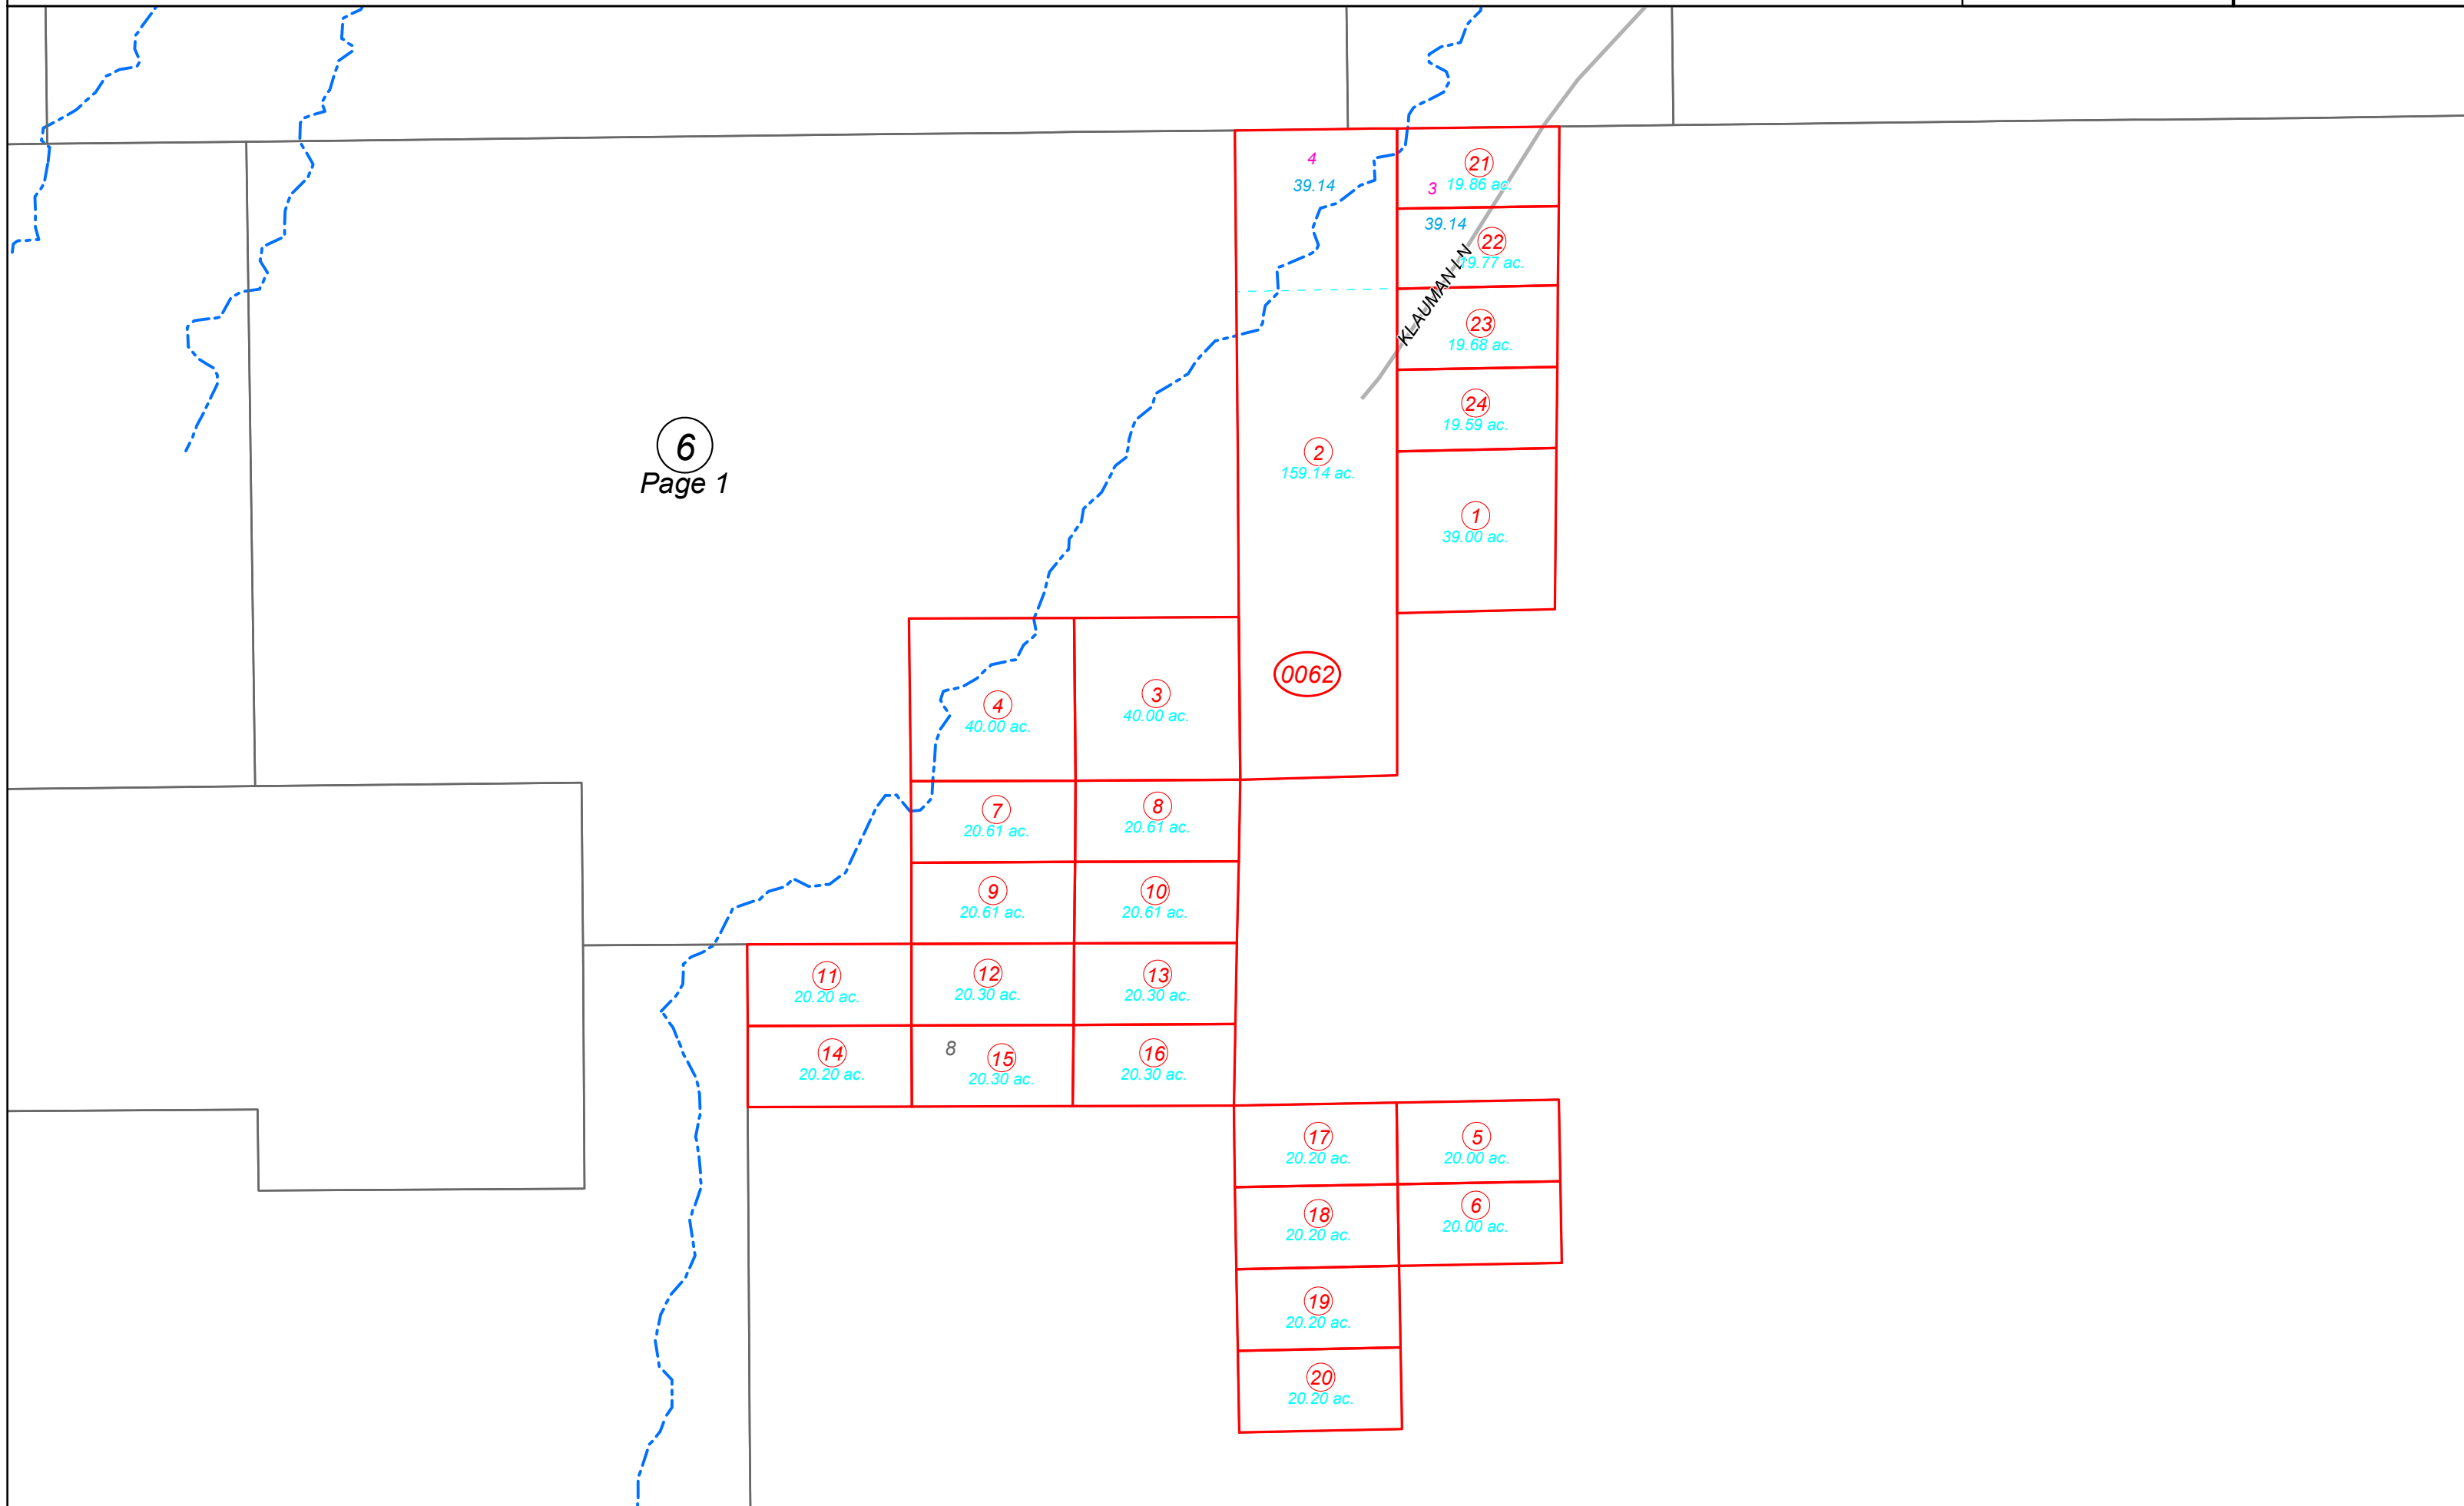 4
39.14
21
3 19.86 ac.
39.14
22
19.77 ac.
KLAUMAN LN
23
19.68 ac.
24
19.59 ac.
6
Page 1
2
159.14 ac.
1
39.00 ac.
0062
4
40.00 ac.
3
40.00 ac.
7
20.61 ac.
8
20.61 ac.
9
20.61 ac.
10
20.61 ac.
11
20.20 ac.
12
20.30 ac.
13
20.30 ac.
14
20.20 ac.
8
15
20.30 ac.
16
20.30 ac.
17
20.20 ac.
5
20.00 ac.
18
20.20 ac.
6
20.00 ac.
19
20.20 ac.
20
20.20 ac.